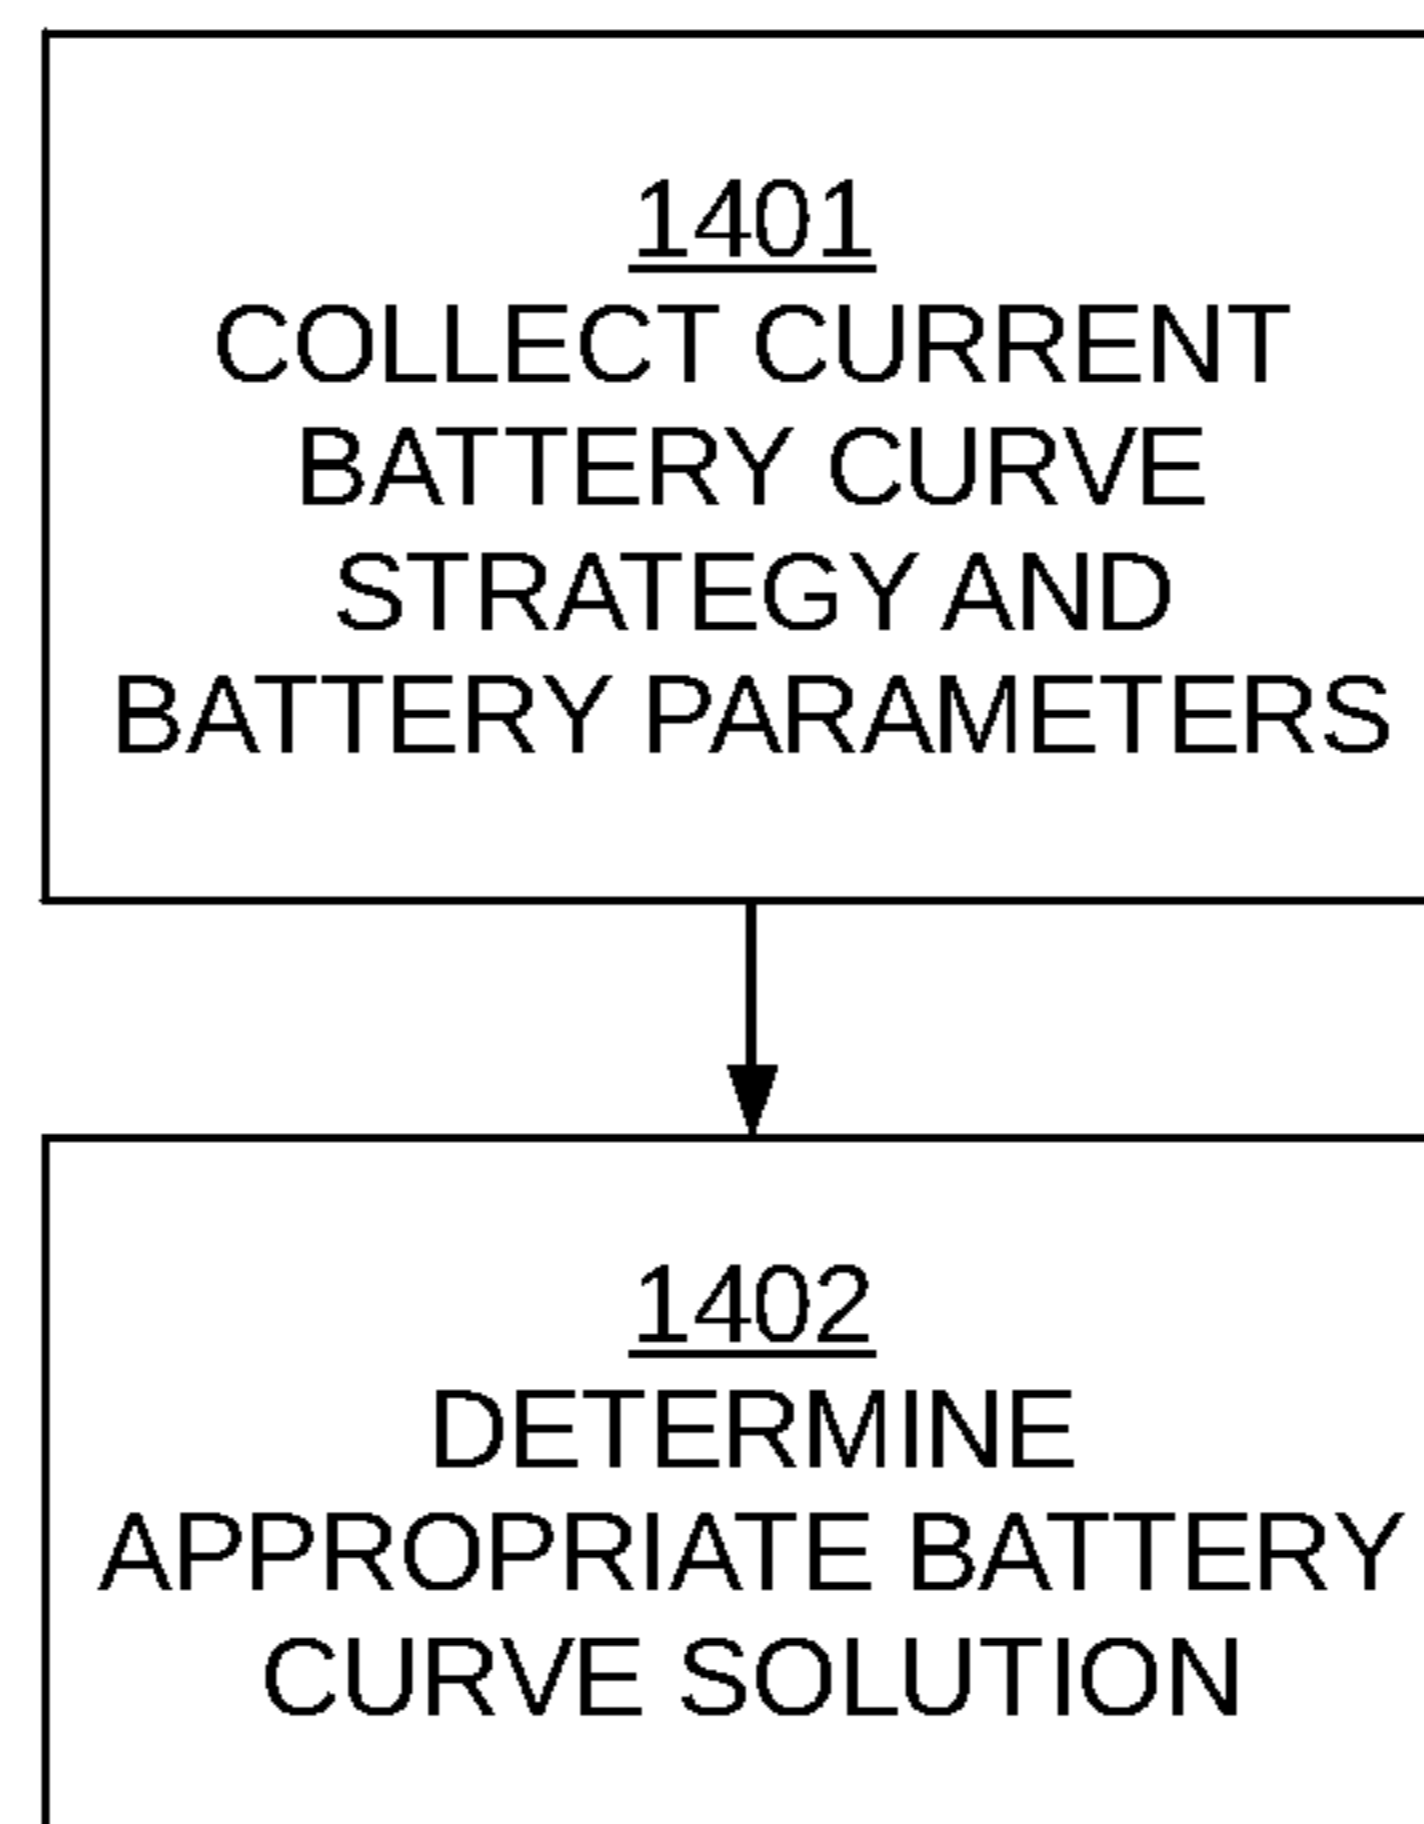 1401
COLLECT CURRENT
BATTERY CURVE
STRATEGY AND
BATTERY PARAMETERS
1402
DETERMINE
APPROPRIATE BATTERY
CURVE SOLUTION